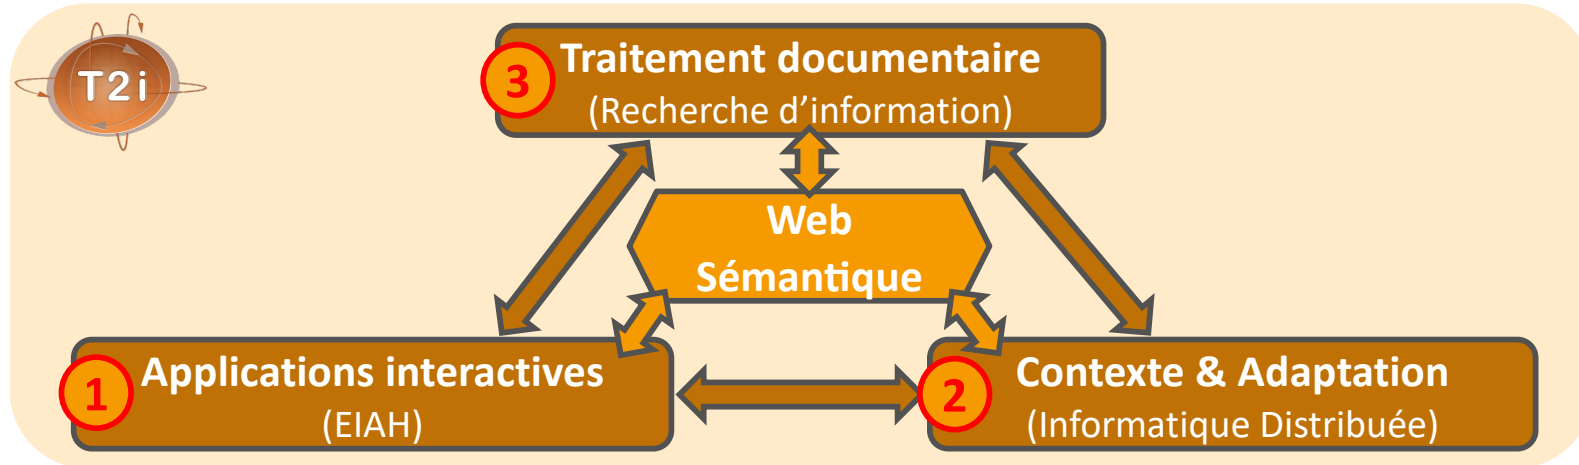 T2i
3
Traitement documentaire
(Recherche d’information)
Web
Sémantique
1
Applications interactives
(EIAH)
2
Contexte & Adaptation
(Informatique Distribuée)